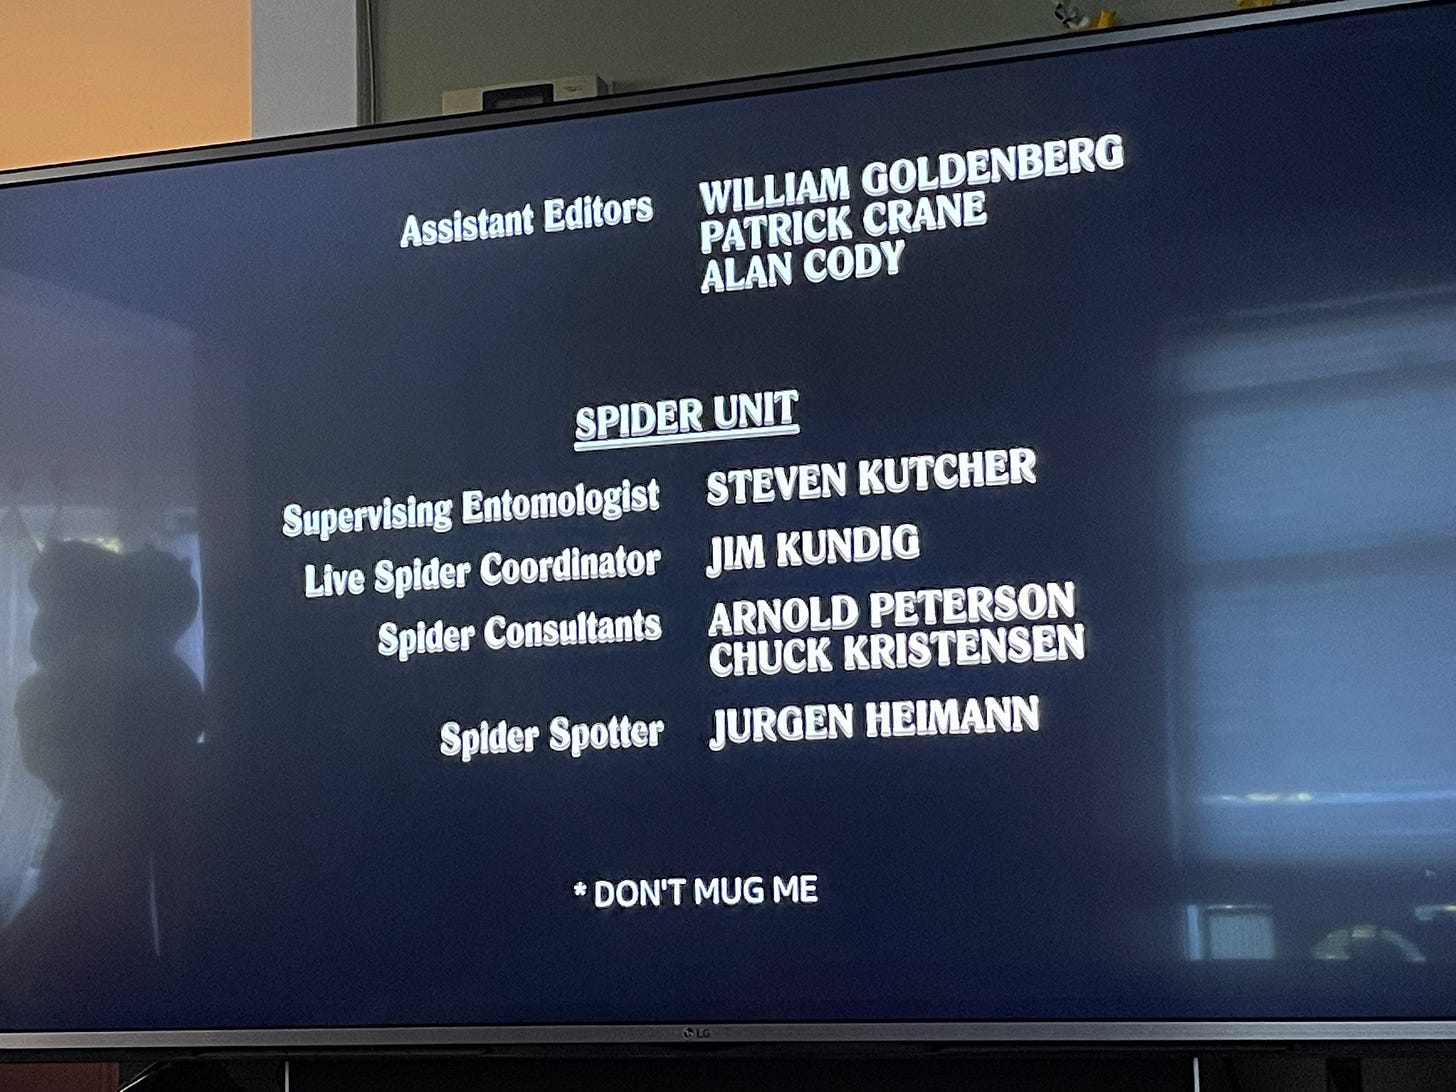 Assistant Editors WILLIAM GOLDENBERG
PATRICK CRANE
ALAN CODY
SPIDER UNIT
Supervising Entomologist STEVEN KUTCHER
Live Spider Coordinator JIM KUNDIG
Spider Consultants ARNOLD PETERSON
CHUCK KRISTENSEN
Spider Spotter JURGEN HEIMANN
* DON'T MUG ME
LG